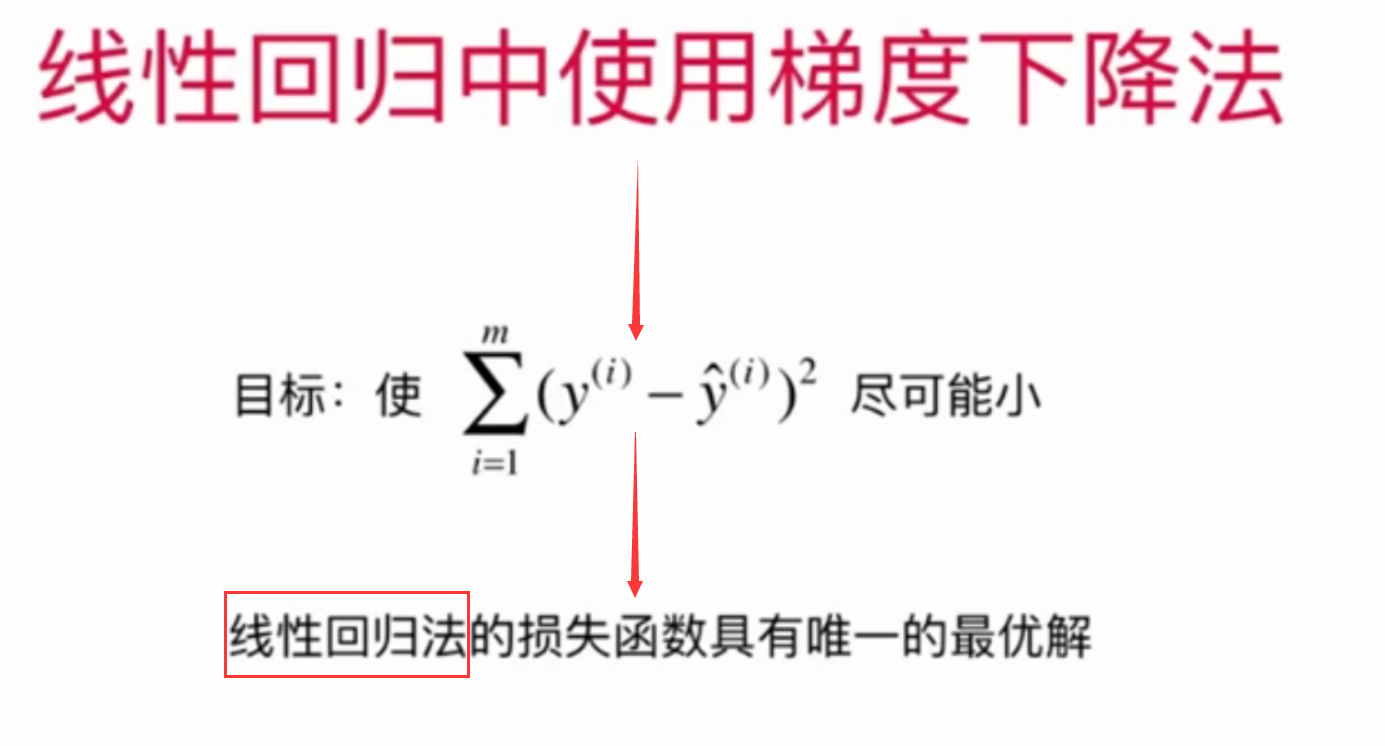 线性回归中使用梯度下降法
目标：使 $\sum_{i=1}^{m}(y^{(i)} - \hat{y}^{(i)})^2$ 尽可能小
线性回归法的损失函数具有唯一的最优解